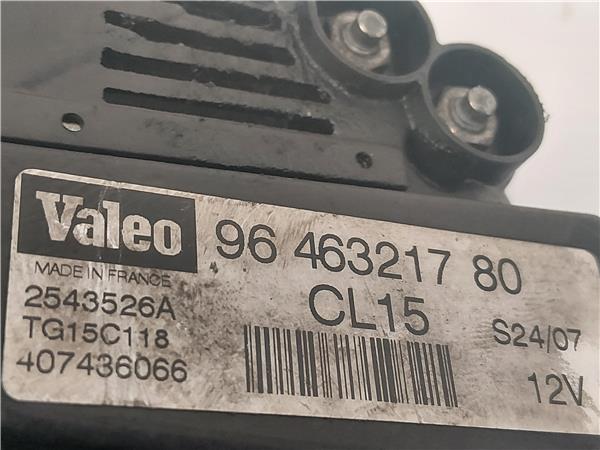 Valeo
MADE IN FRANCE
2543526A
TG15C118
407436066
96 463217 80
CL15
S24/07
12V